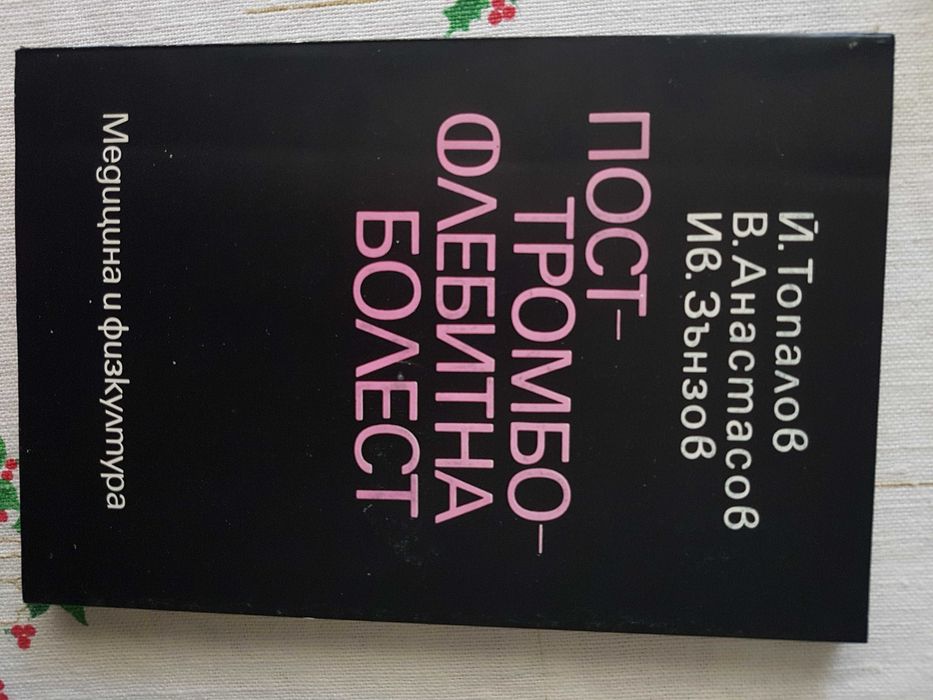 Й. Топалов
В. Анастасов
Ив. Зънзов
ПОСТ-
ТРОМБО-
ФЛЕБИТНА
БОЛЕСТ
Медицина и физкултура